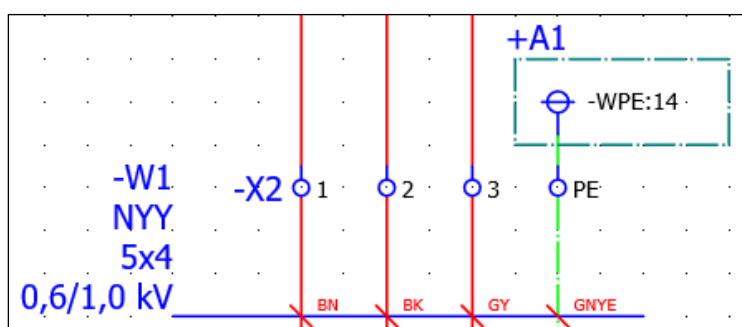 +A1
-WPE:14
-W1
-X2 1 2 3 PE
NYY
5x4
0,6/1,0 kV
BN BK GY GNYE